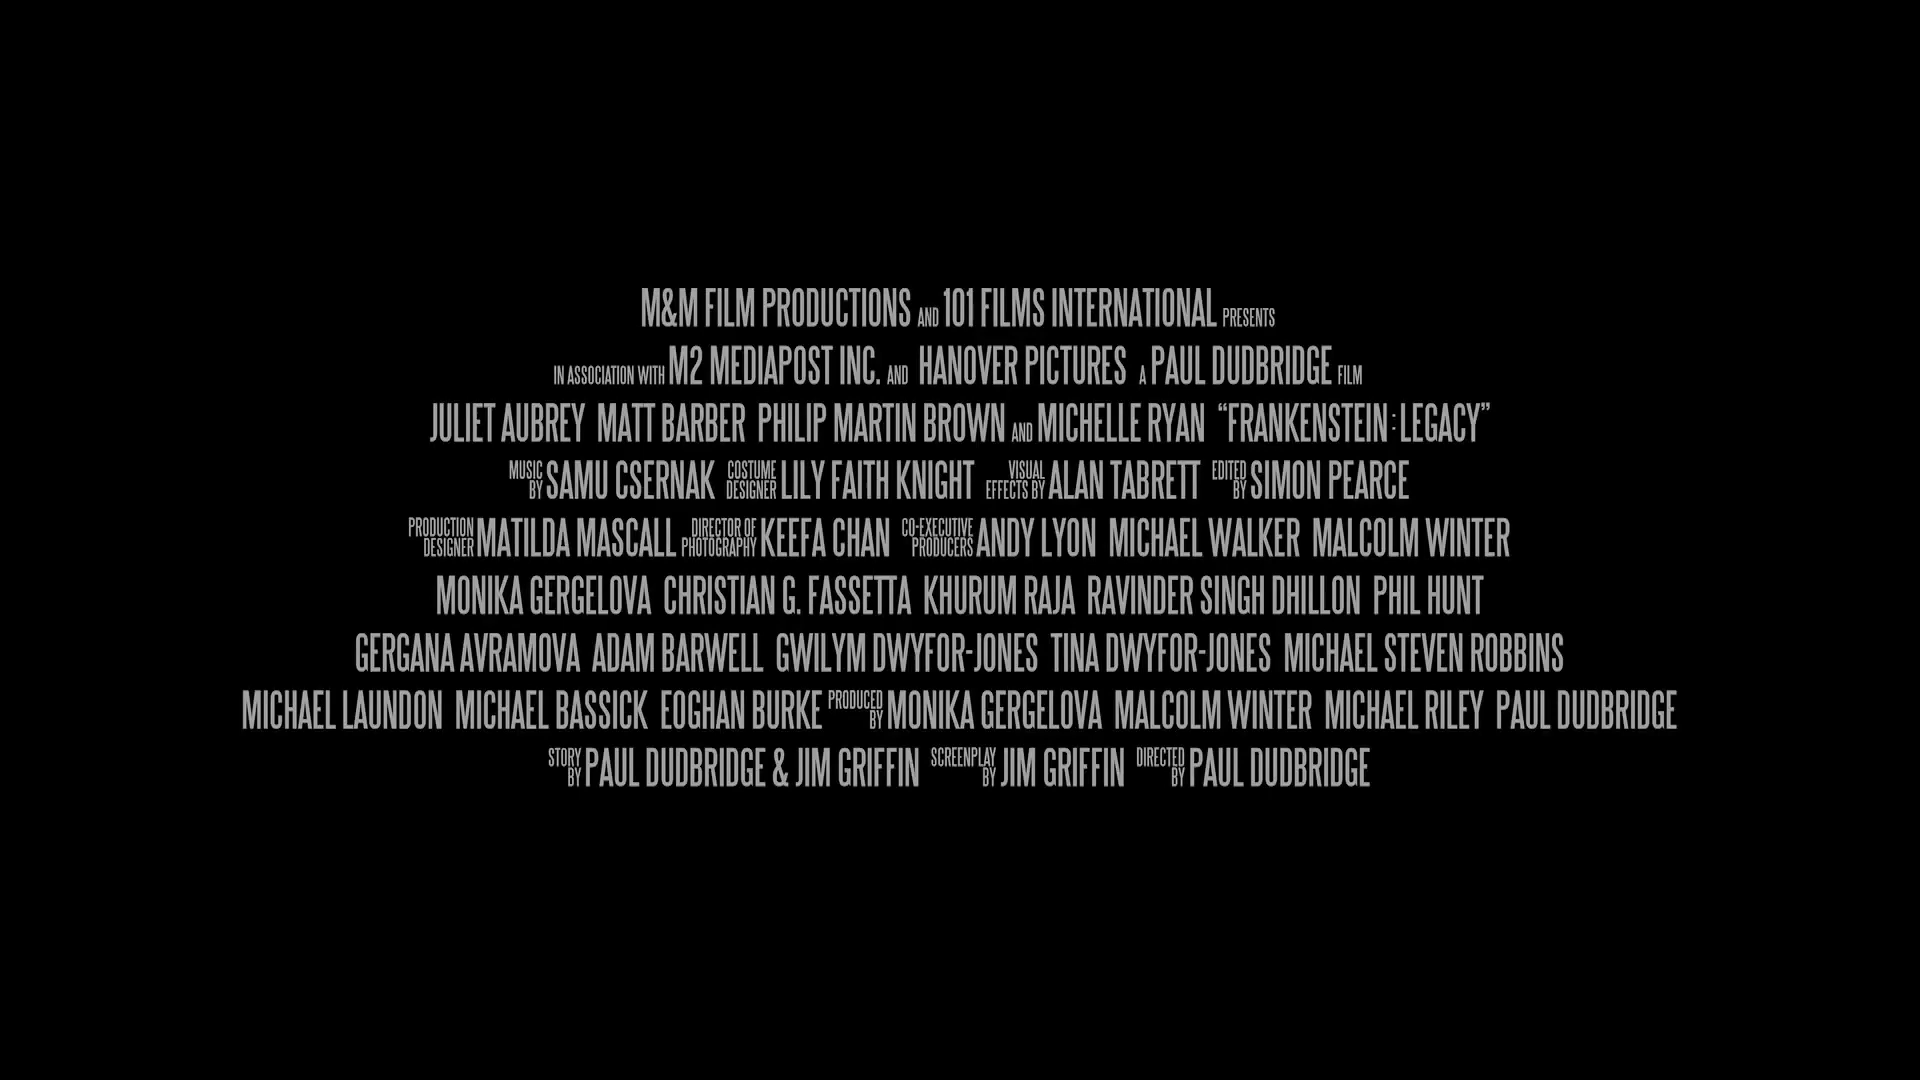 M&M FILM PRODUCTIONS AND 101 FILMS INTERNATIONAL PRESENTS
IN ASSOCIATION WITH M2 MEDIAPOST INC. AND HANOVER PICTURES A PAUL DUDBRIDGE FILM
JULIET AUBREY MATT BARBER PHILIP MARTIN BROWN AND MICHELLE RYAN “FRANKENSTEIN: LEGACY”
MUSIC BY SAMU CSERNAK COSTUME DESIGNER LILY FAITH KNIGHT VISUAL EFFECTS BY ALAN TABRETT EDITED BY SIMON PEARCE
PRODUCTION DESIGNER MATILDA MASCALL DIRECTOR OF PHOTOGRAPHY KEEFA CHAN CO-EXECUTIVE PRODUCERS ANDY LYON MICHAEL WALKER MALCOLM WINTER
MONIKA GERGELOVA CHRISTIAN G. FASSETTA KHURUM RAJA RAVINDER SINGH DHILLON PHIL HUNT
GERGANA AVRAMOVA ADAM BARWELL GWILYM DWYFOR-JONES TINA DWYFOR-JONES MICHAEL STEVEN ROBBINS
MICHAEL LAUNDON MICHAEL BASSICK EOGHAN BURKE PRODUCED BY MONIKA GERGELOVA MALCOLM WINTER MICHAEL RILEY PAUL DUDBRIDGE
STORY BY PAUL DUDBRIDGE & JIM GRIFFIN SCREENPLAY BY JIM GRIFFIN DIRECTED BY PAUL DUDBRIDGE